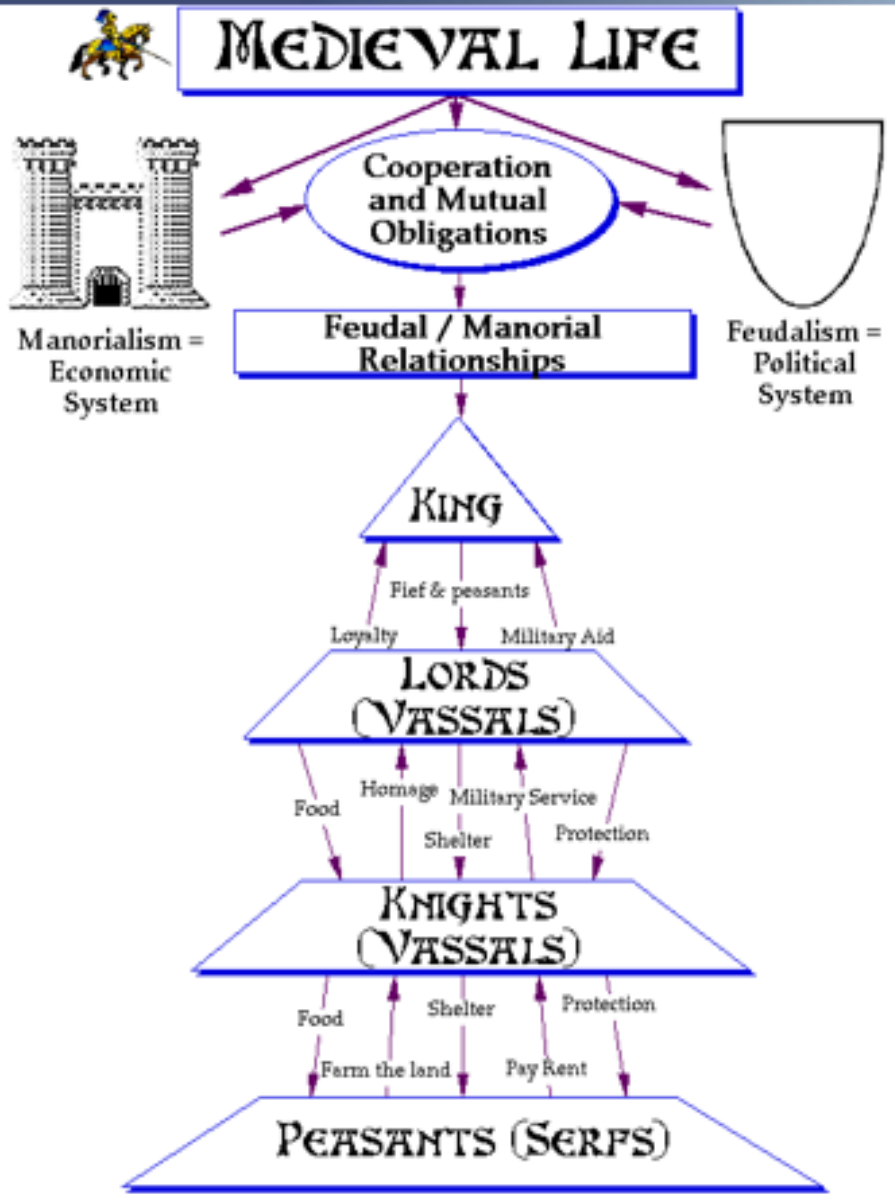 MEDIEVAL LIFE
Cooperation
and Mutual
Obligations
Manorialism =
Economic
System
Feudal / Manorial
Relationships
Feudalism =
Political
System
KING
Fief & peasants
Loyalty
Military Aid
LORDS
(VASSALS)
Homage
Military Service
Food
Shelter
Protection
KNIGHTS
(VASSALS)
Food
Shelter
Protection
Farm the land
Pay Rent
PEASANTS (SERFS)